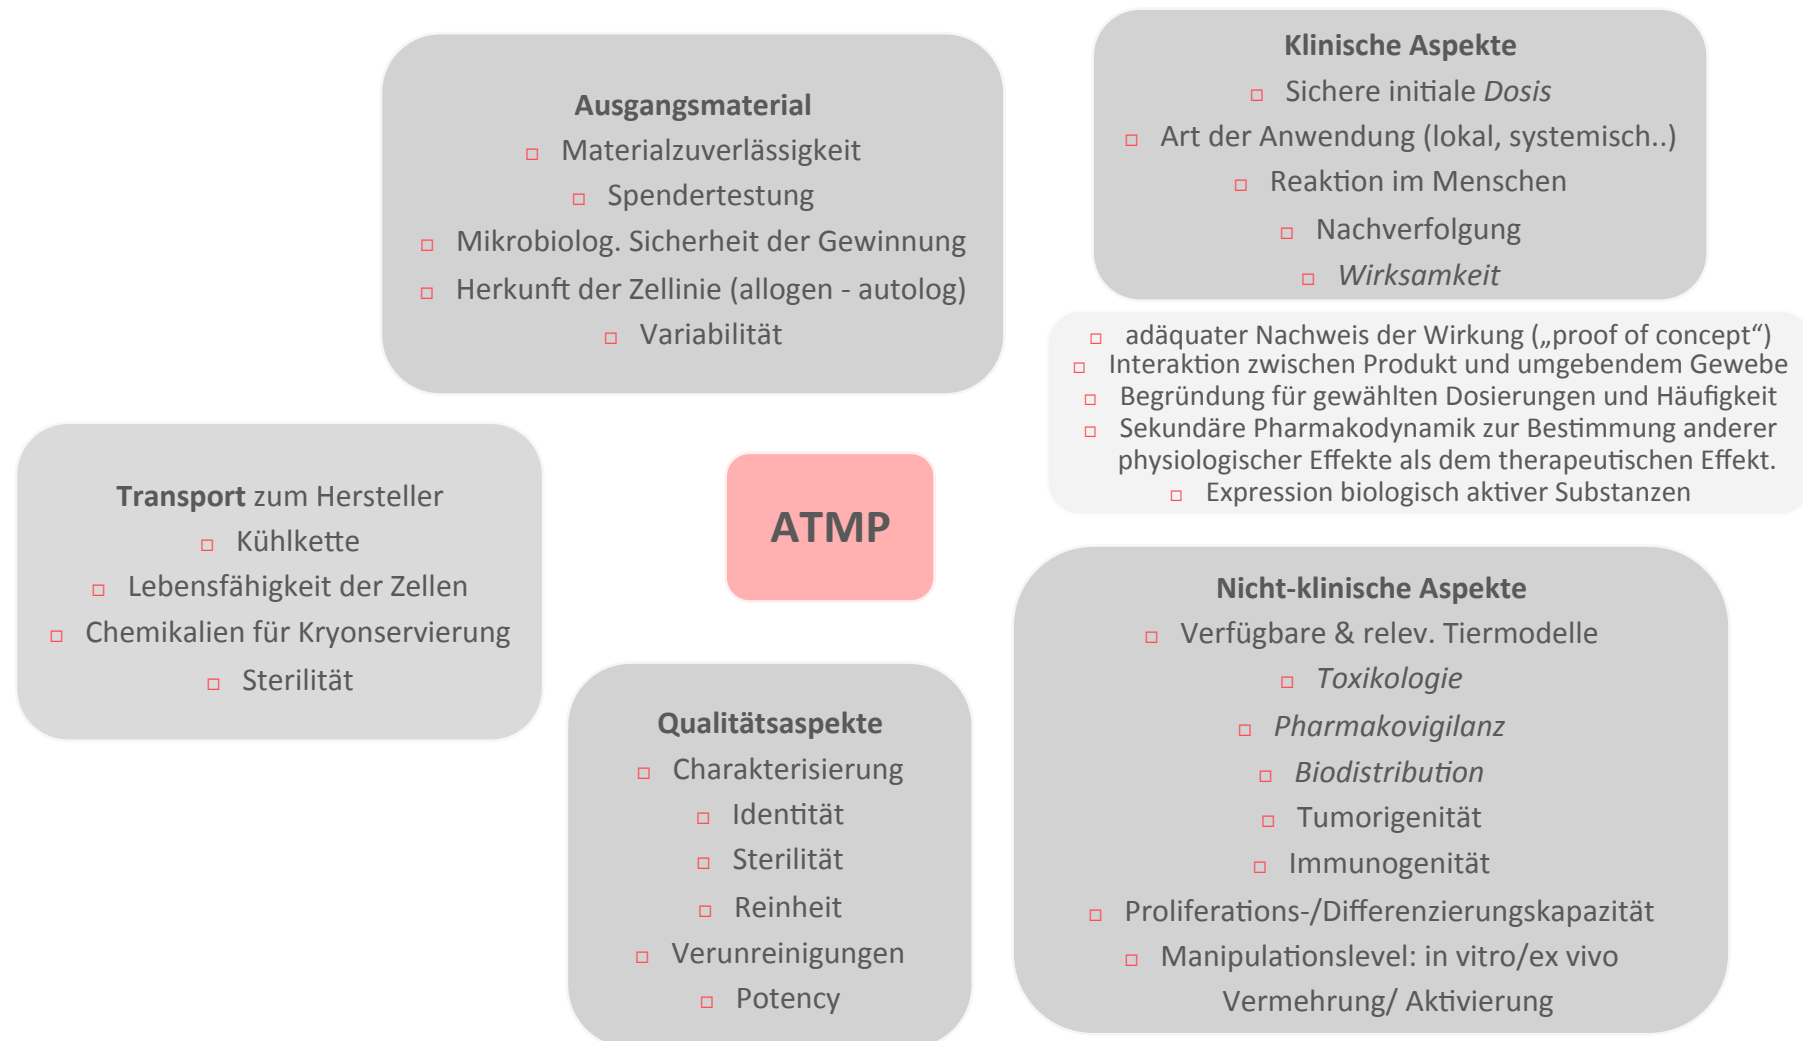 Ausgangsmaterial
Materialzuverlässigkeit
Spendertestung
Mikrobiolog. Sicherheit der Gewinnung
Herkunft der Zellinie (allogen - autolog)
Variabilität
Klinische Aspekte
Sichere initiale Dosis
Art der Anwendung (lokal, systemisch..)
Reaktion im Menschen
Nachverfolgung
Wirksamkeit
adäquater Nachweis der Wirkung („proof of concept“)
Interaktion zwischen Produkt und umgebendem Gewebe
Begründung für gewählten Dosierungen und Häufigkeit
Sekundäre Pharmakodynamik zur Bestimmung anderer
physiologischer Effekte als dem therapeutischen Effekt.
Expression biologisch aktiver Substanzen
Transport zum Hersteller
Kühlkette
Lebensfähigkeit der Zellen
Chemikalien für Kryonservierung
Sterilität
ATMP
Qualitätsaspekte
Charakterisierung
Identität
Sterilität
Reinheit
Verunreinigungen
Potency
Nicht-klinische Aspekte
Verfügbare & relev. Tiermodelle
Toxikologie
Pharmakovigilanz
Biodistribution
Tumorigenität
Immunogenität
Proliferations-/Differenzierungskapazität
Manipulationslevel: in vitro/ex vivo
Vermehrung/ Aktivierung